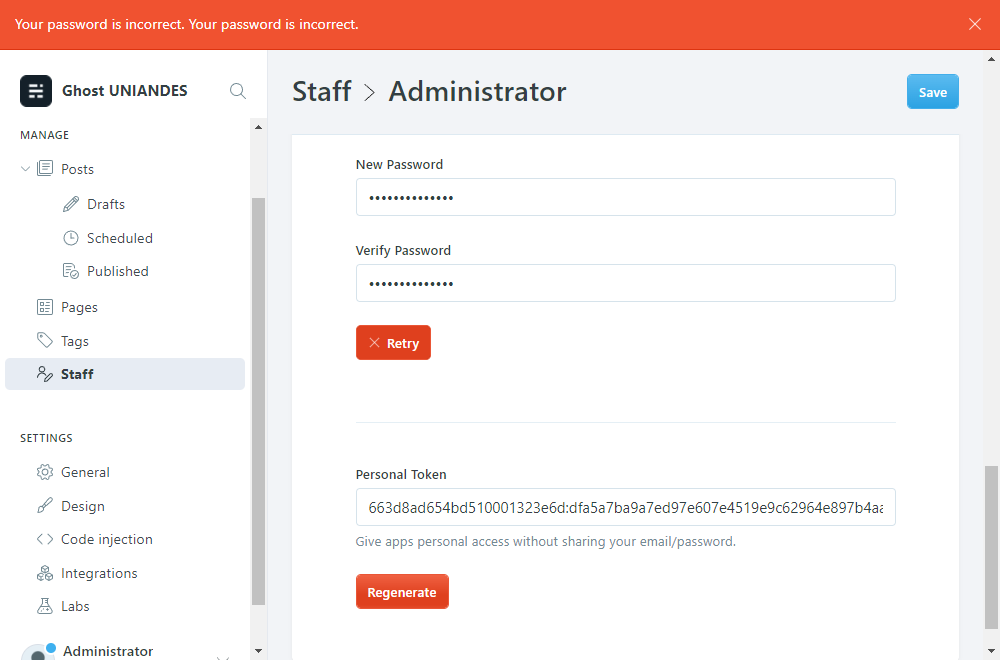 Your password is incorrect. Your password is incorrect.
Ghost UNIANDES
MANAGE
Posts
Drafts
Scheduled
Published
Pages
Tags
Staff
SETTINGS
General
Design
Code injection
Integrations
Labs
Administrator
Staff > Administrator
Save
New Password
••••••••••••••
Verify Password
••••••••••••••
Retry
Personal Token
663d8ad654bd510001323e6d:dfa5a7ba9a7ed97e607e4519e9c62964e897b4aa
Give apps personal access without sharing your email/password.
Regenerate